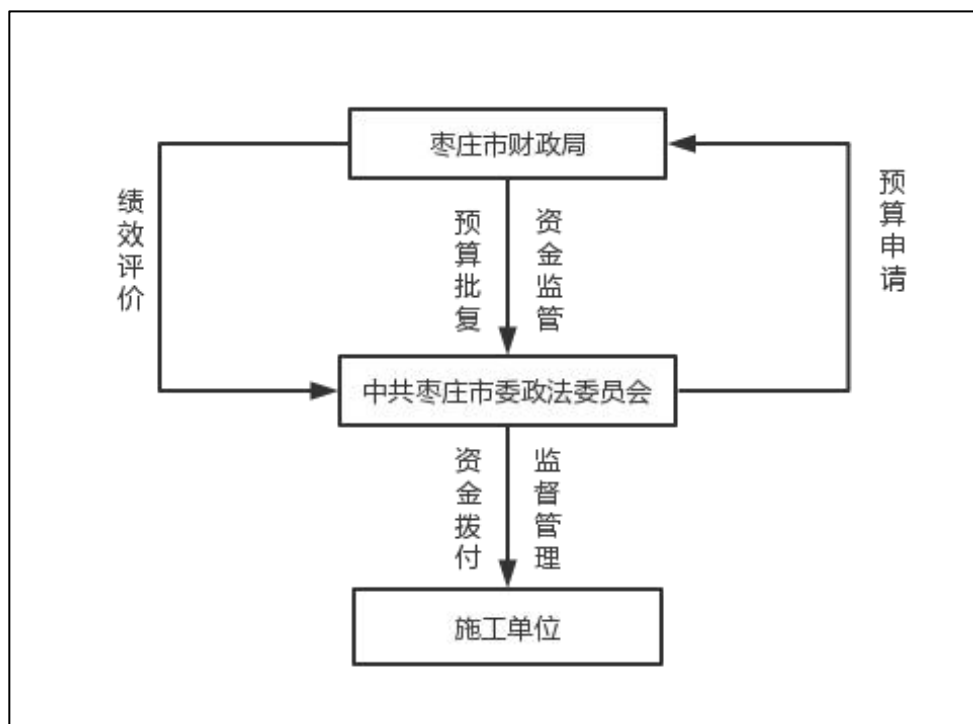 枣庄市财政局
绩效评价
预算批复
资金监管
预算申请
中共枣庄市委政法委员会
资金拨付
监督管理
施工单位